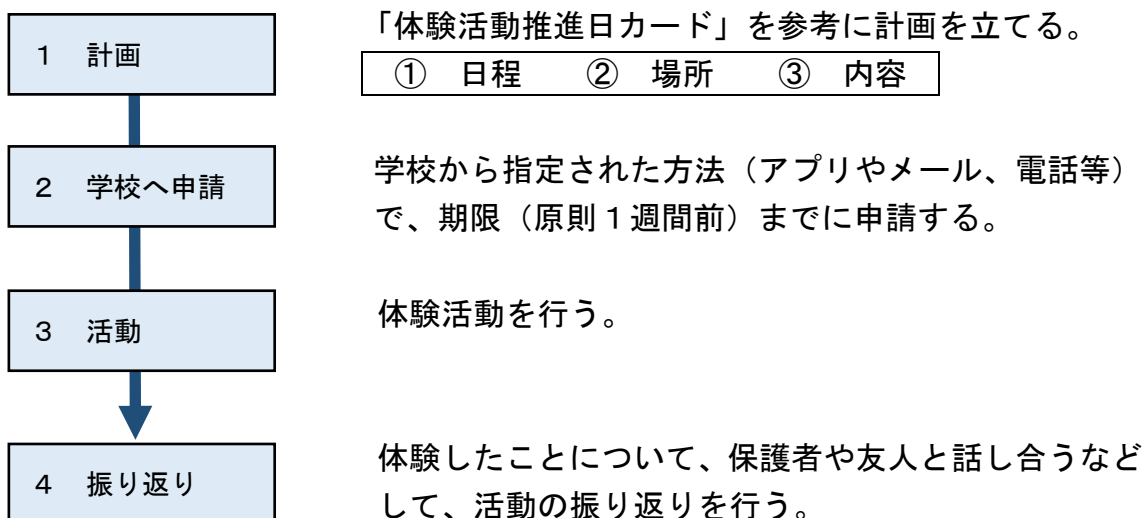 1 計画
「体験活動推進日カード」を参考に計画を立てる。
① 日程 ② 場所 ③ 内容
2 学校へ申請
学校から指定された方法(アプリやメール、電話等)
で、期限(原則1週間前)までに申請する。
3 活動
体験活動を行う。
4 振り返り
体験したことについて、保護者や友人と話し合うなど
して、活動の振り返りを行う。